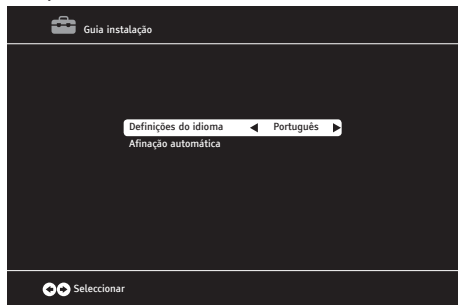 Guia instalação
Definições do idioma Português
Afinação automática
Seleccionar